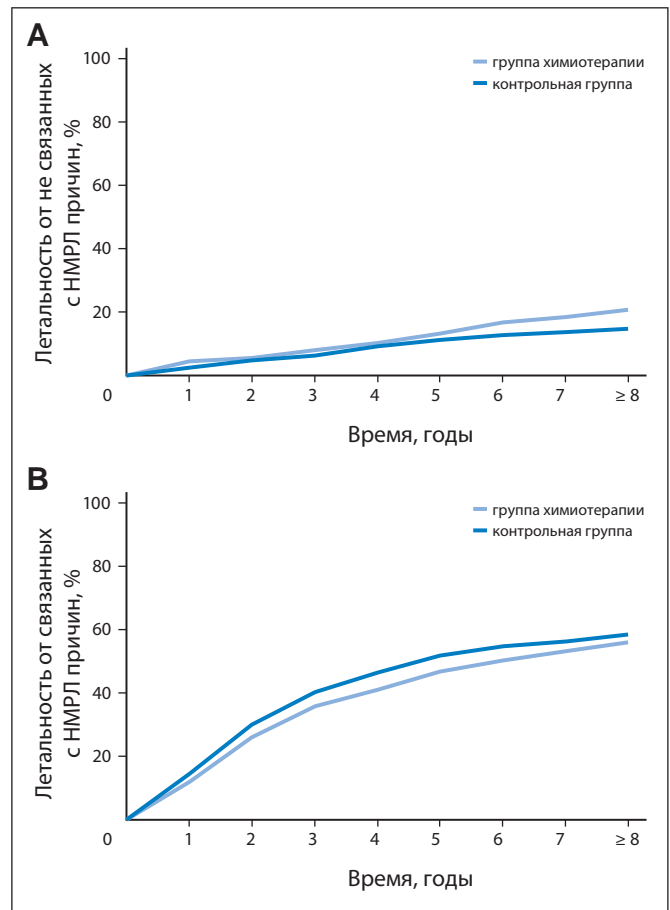 A
Летальность от не связанных
с НМРЛ причин, %
100
80
60
40
20
0
группа химиотерапии
контрольная группа
1 2 3 4 5 6 7 ≥ 8
Время, годы
B
Летальность от связанных
с НМРЛ причин, %
100
80
60
40
20
0
группа химиотерапии
контрольная группа
1 2 3 4 5 6 7 ≥ 8
Время, годы